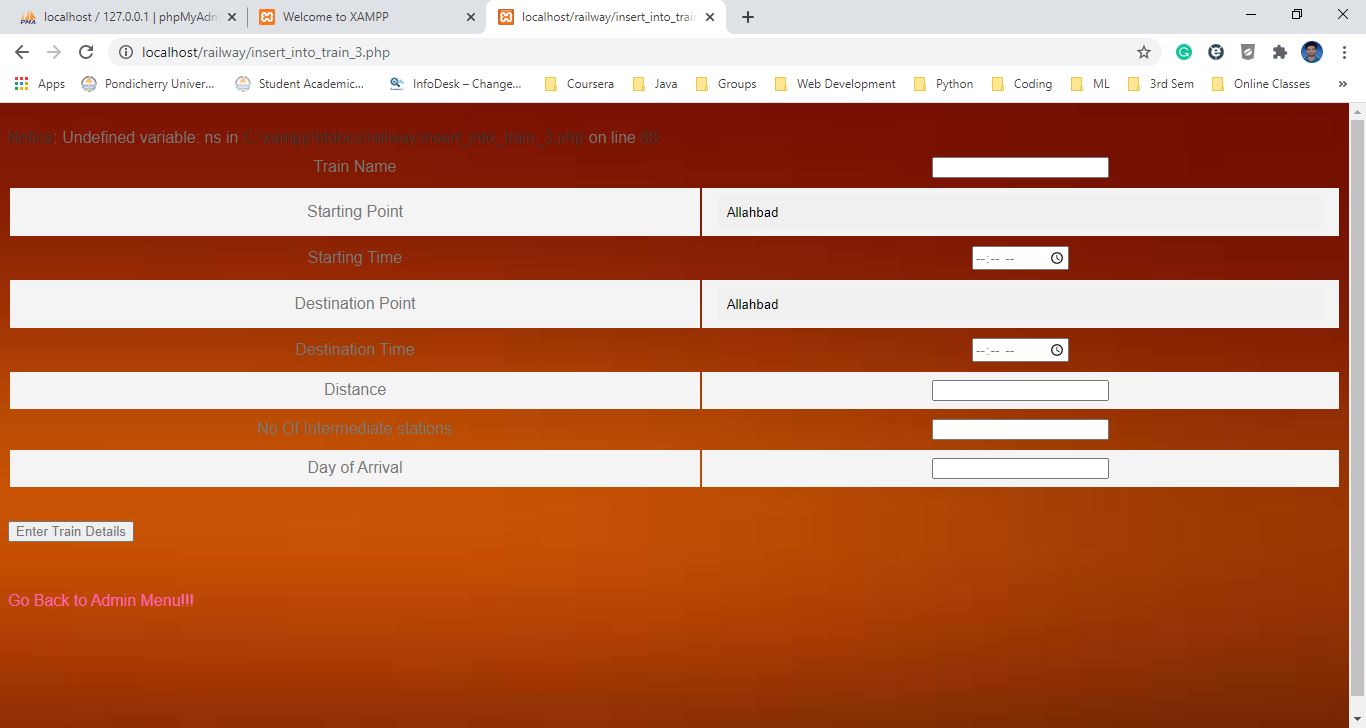 localhost / 127.0.0.1 | phpMyAdm
Welcome to XAMPP
localhost/railway/insert_into_train
localhost/railway/insert_into_train_3.php
Apps
Pondicherry Univer...
Student Academic...
InfoDesk – Change...
Coursera
Java
Groups
Web Development
Python
Coding
ML
3rd Sem
Online Classes
»
Notice: Undefined variable: ns in C:\xampp\htdocs\railway\insert_into_train_3.php on line 88
Train Name
Starting Point Allahbad
Starting Time --:-- --
Destination Point Allahbad
Destination Time --:-- --
Distance
No Of Intermediate stations
Day of Arrival
Enter Train Details
Go Back to Admin Menu!!!